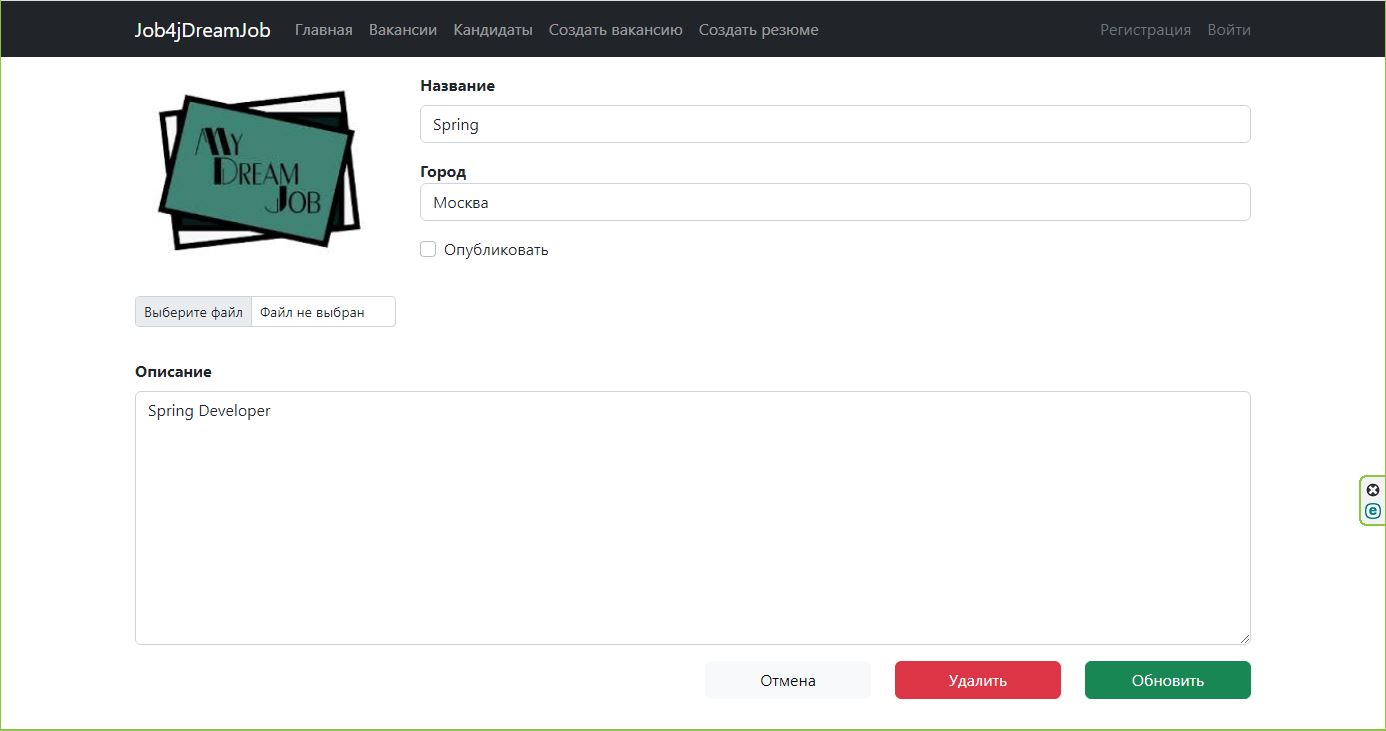 Job4jDreamJob Главная Вакансии Кандидаты Создать вакансию Создать резюме Регистрация Войти
MY
DREAM
JOB
Название
Spring
Город
Москва
Опубликовать
Выберите файл Файл не выбран
Описание
Spring Developer
Отмена Удалить Обновить
e